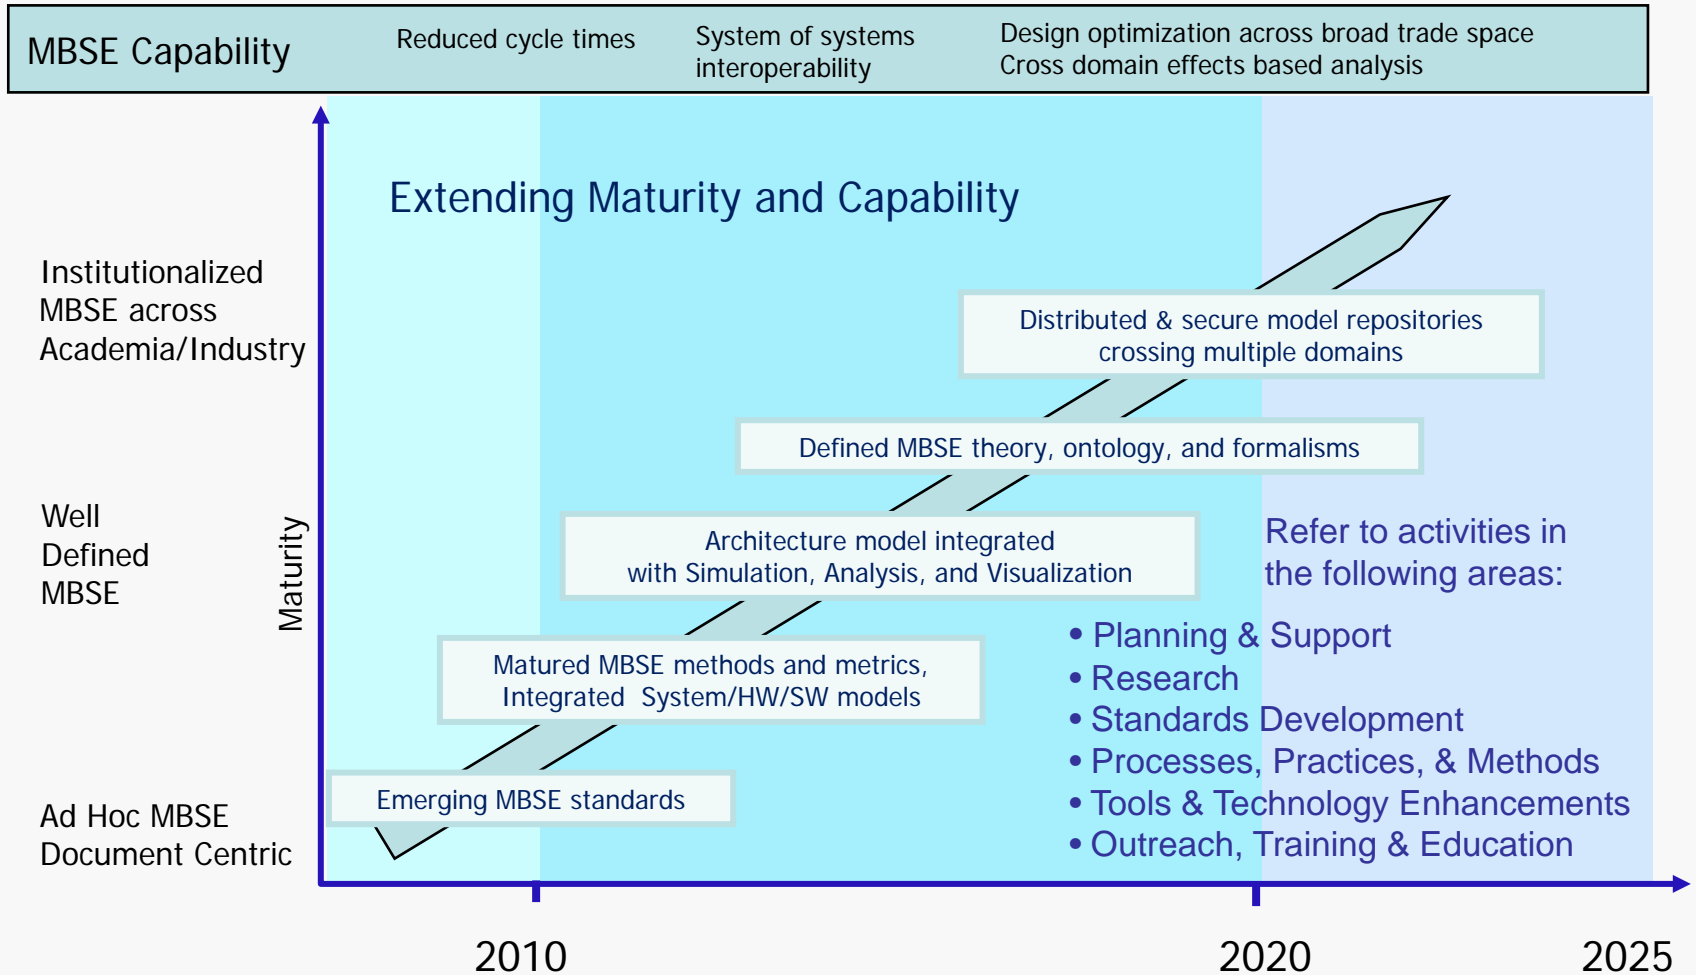 MBSE Capability
Reduced cycle times
System of systems
interoperability
Design optimization across broad trade space
Cross domain effects based analysis
Extending Maturity and Capability
Institutionalized
MBSE across
Academia/Industry
Distributed & secure model repositories
crossing multiple domains
Defined MBSE theory, ontology, and formalisms
Well
Defined
MBSE
Maturity
Architecture model integrated
with Simulation, Analysis, and Visualization
Refer to activities in
the following areas:
• Planning & Support
• Research
• Standards Development
• Processes, Practices, & Methods
• Tools & Technology Enhancements
• Outreach, Training & Education
Matured MBSE methods and metrics,
Integrated System/HW/SW models
Emerging MBSE standards
Ad Hoc MBSE
Document Centric
2010
2020
2025